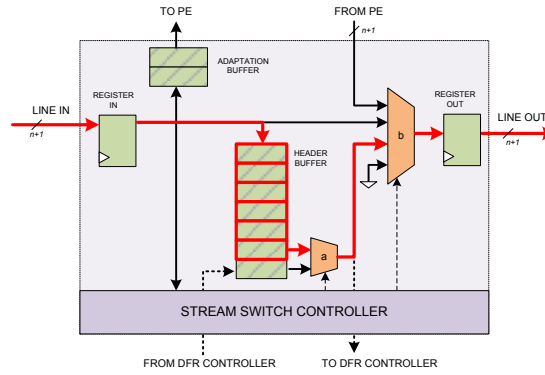 TO PE
FROM PE
n+1
ADAPTATION
BUFFER
REGISTER
IN
REGISTER
OUT
LINE IN
n+1
LINE OUT
n+1
b
HEADER
BUFFER
a
STREAM SWITCH CONTROLLER
FROM DFR CONTROLLER
TO DFR CONTROLLER